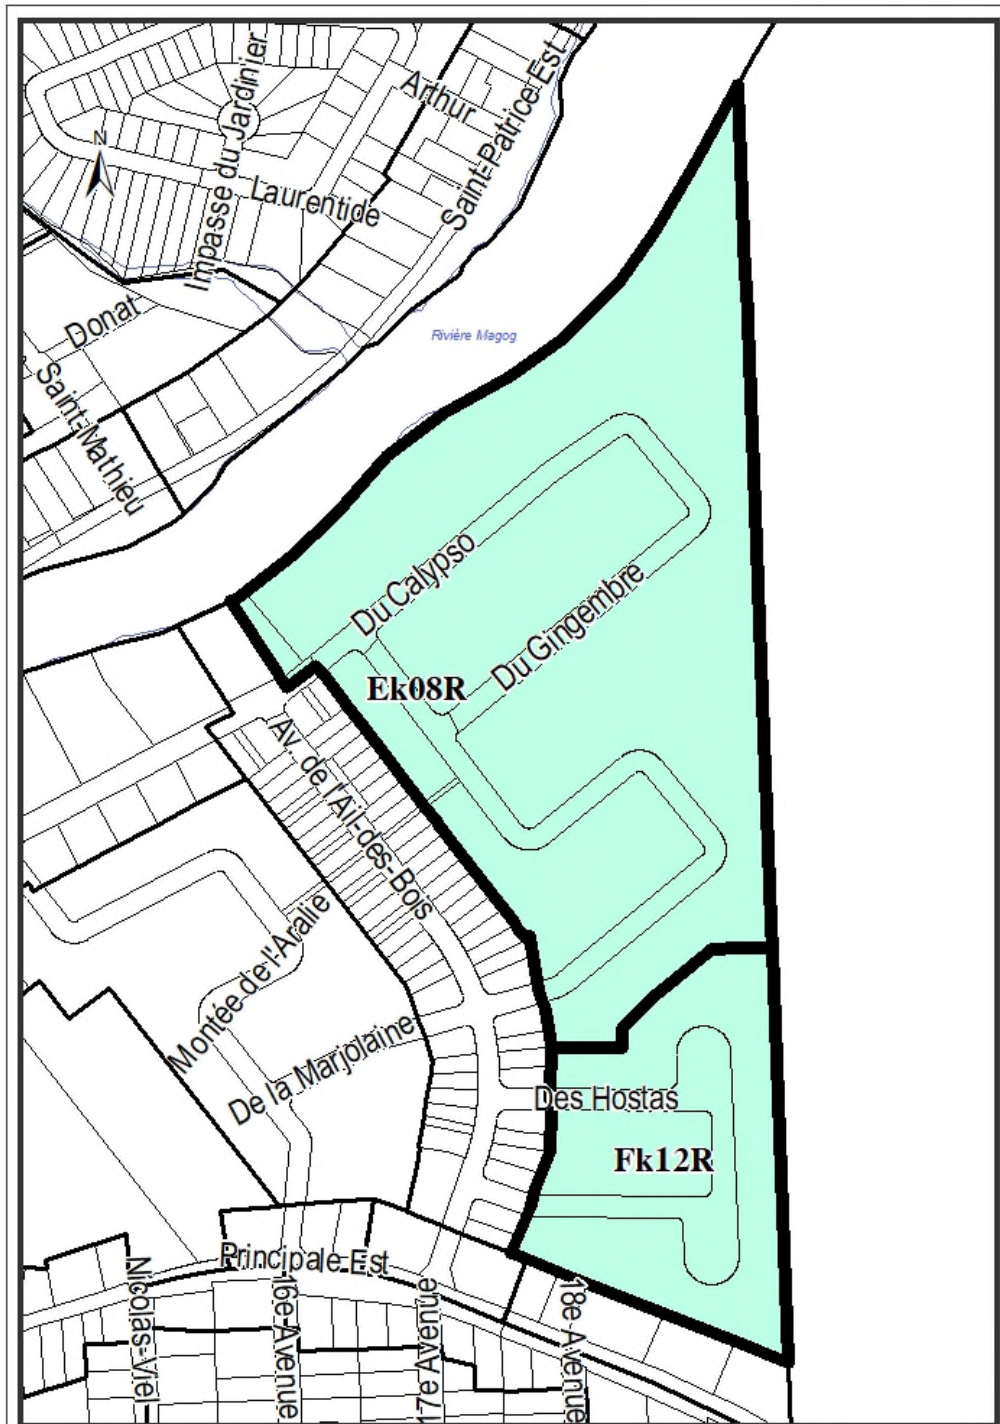 Arthur
Saint-Patrice Est
Impasse du Jardinier
N
Laurentide
Donat
Rivière Magog
Saint-Mathieu
Du Calypso
Du Gingembre
Ek08R
Av. de l'Ail-des-Bois
Montée de l'Aralie
De la Marjolaine
Des Hostas
Fk12R
Principale Est
Nicolas-Viel
16e Avenue
17e Avenue
18e Avenue